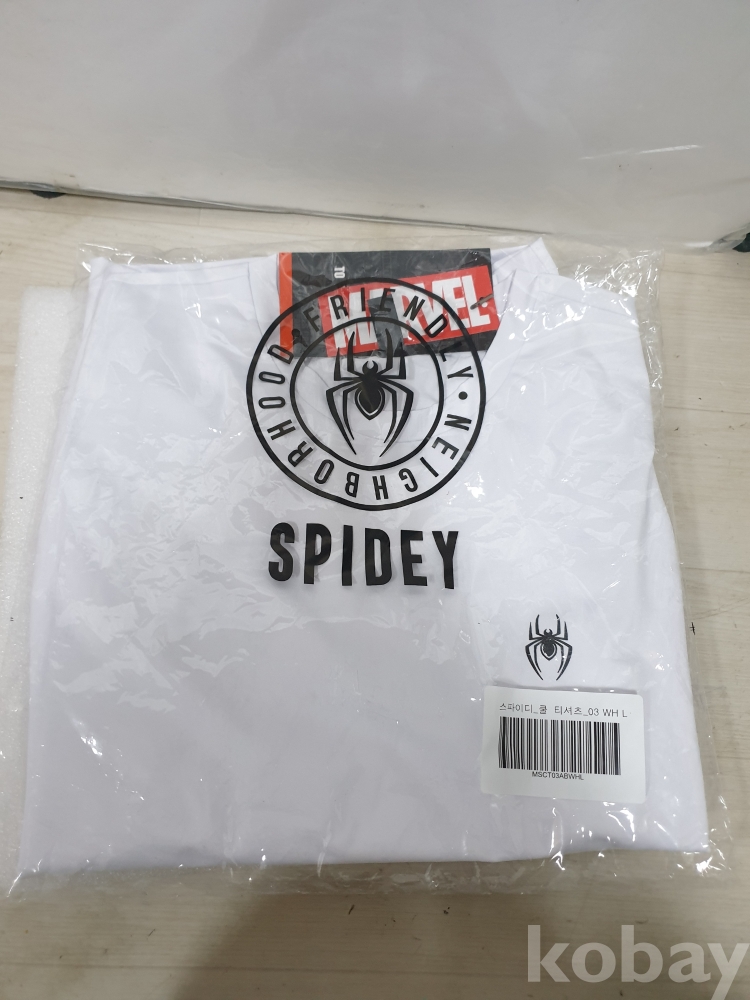 TO
MARVEL
FRIENDLY • NEIGHBORHOOD •
SPIDEY
스파이디_쿨 티셔츠_03 WH L
MSCT03ABWHL
kobay